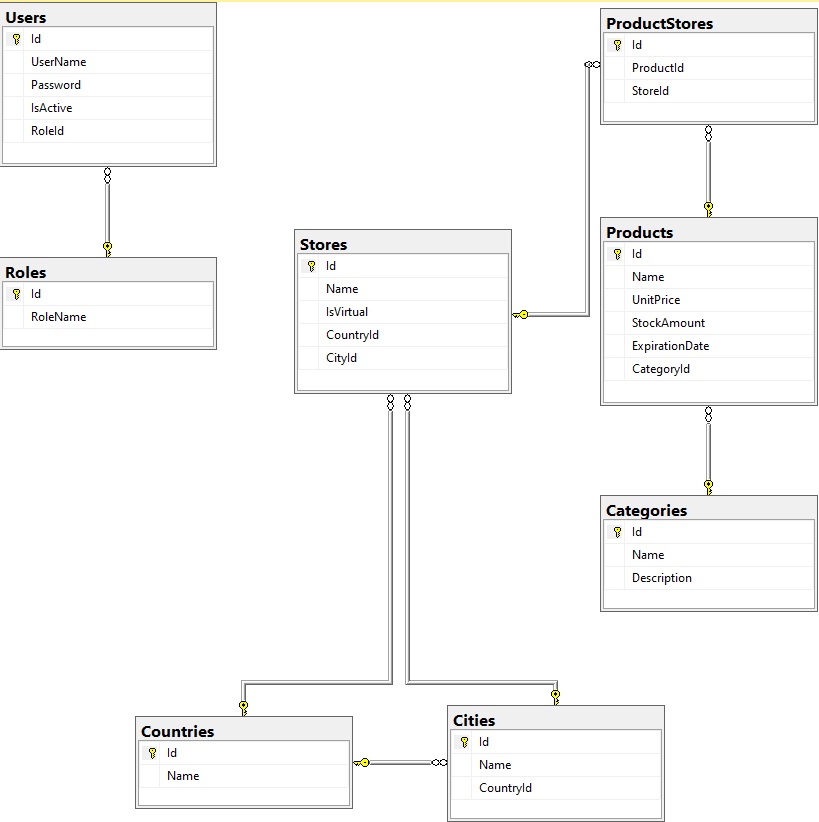 Users
Id
UserName
Password
IsActive
RoleId
Roles
Id
RoleName
Stores
Id
Name
IsVirtual
CountryId
CityId
ProductStores
Id
ProductId
StoreId
Products
Id
Name
UnitPrice
StockAmount
ExpirationDate
CategoryId
Categories
Id
Name
Description
Countries
Id
Name
Cities
Id
Name
CountryId